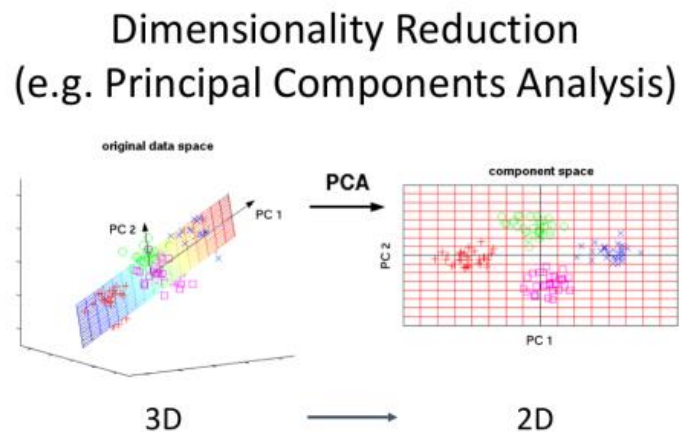 Dimensionality Reduction
(e.g. Principal Components Analysis)
original data space
PC 2
PC 1
PCA
component space
PC 2
PC 1
3D
2D